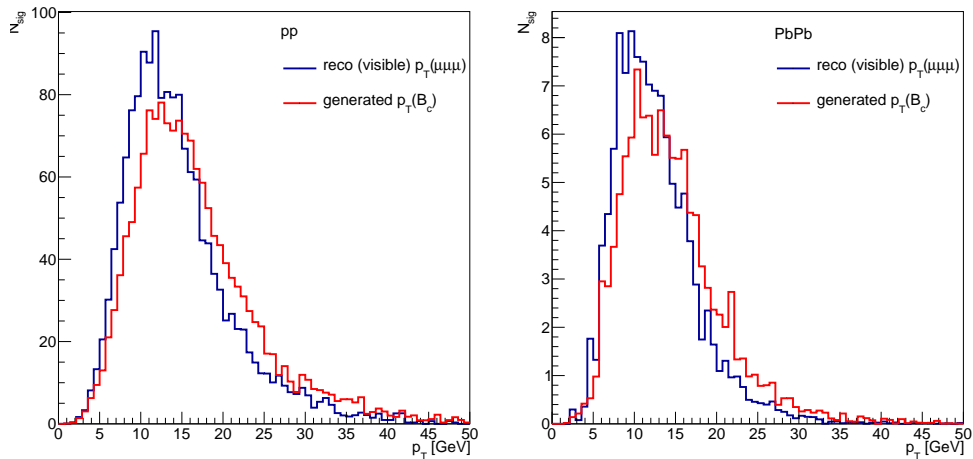 N_sig
100
80
60
40
20
0
pp
reco (visible) p_T(μμμ)
generated p_T(B_c)
0 5 10 15 20 25 30 35 40 45 50
p_T [GeV]
N_sig
8
7
6
5
4
3
2
1
0
PbPb
reco (visible) p_T(μμμ)
generated p_T(B_c)
0 5 10 15 20 25 30 35 40 45 50
p_T [GeV]